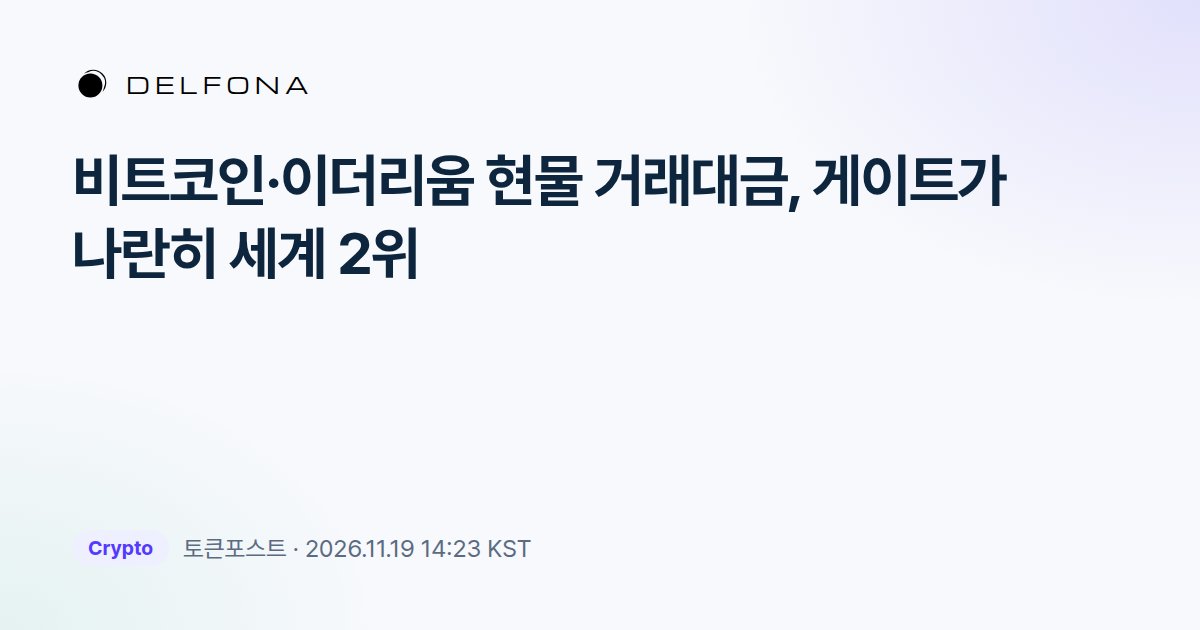 DELFONA
비트코인·이더리움 현물 거래대금, 게이트가
나란히 세계 2위
Crypto 토큰포스트 · 2026.11.19 14:23 KST